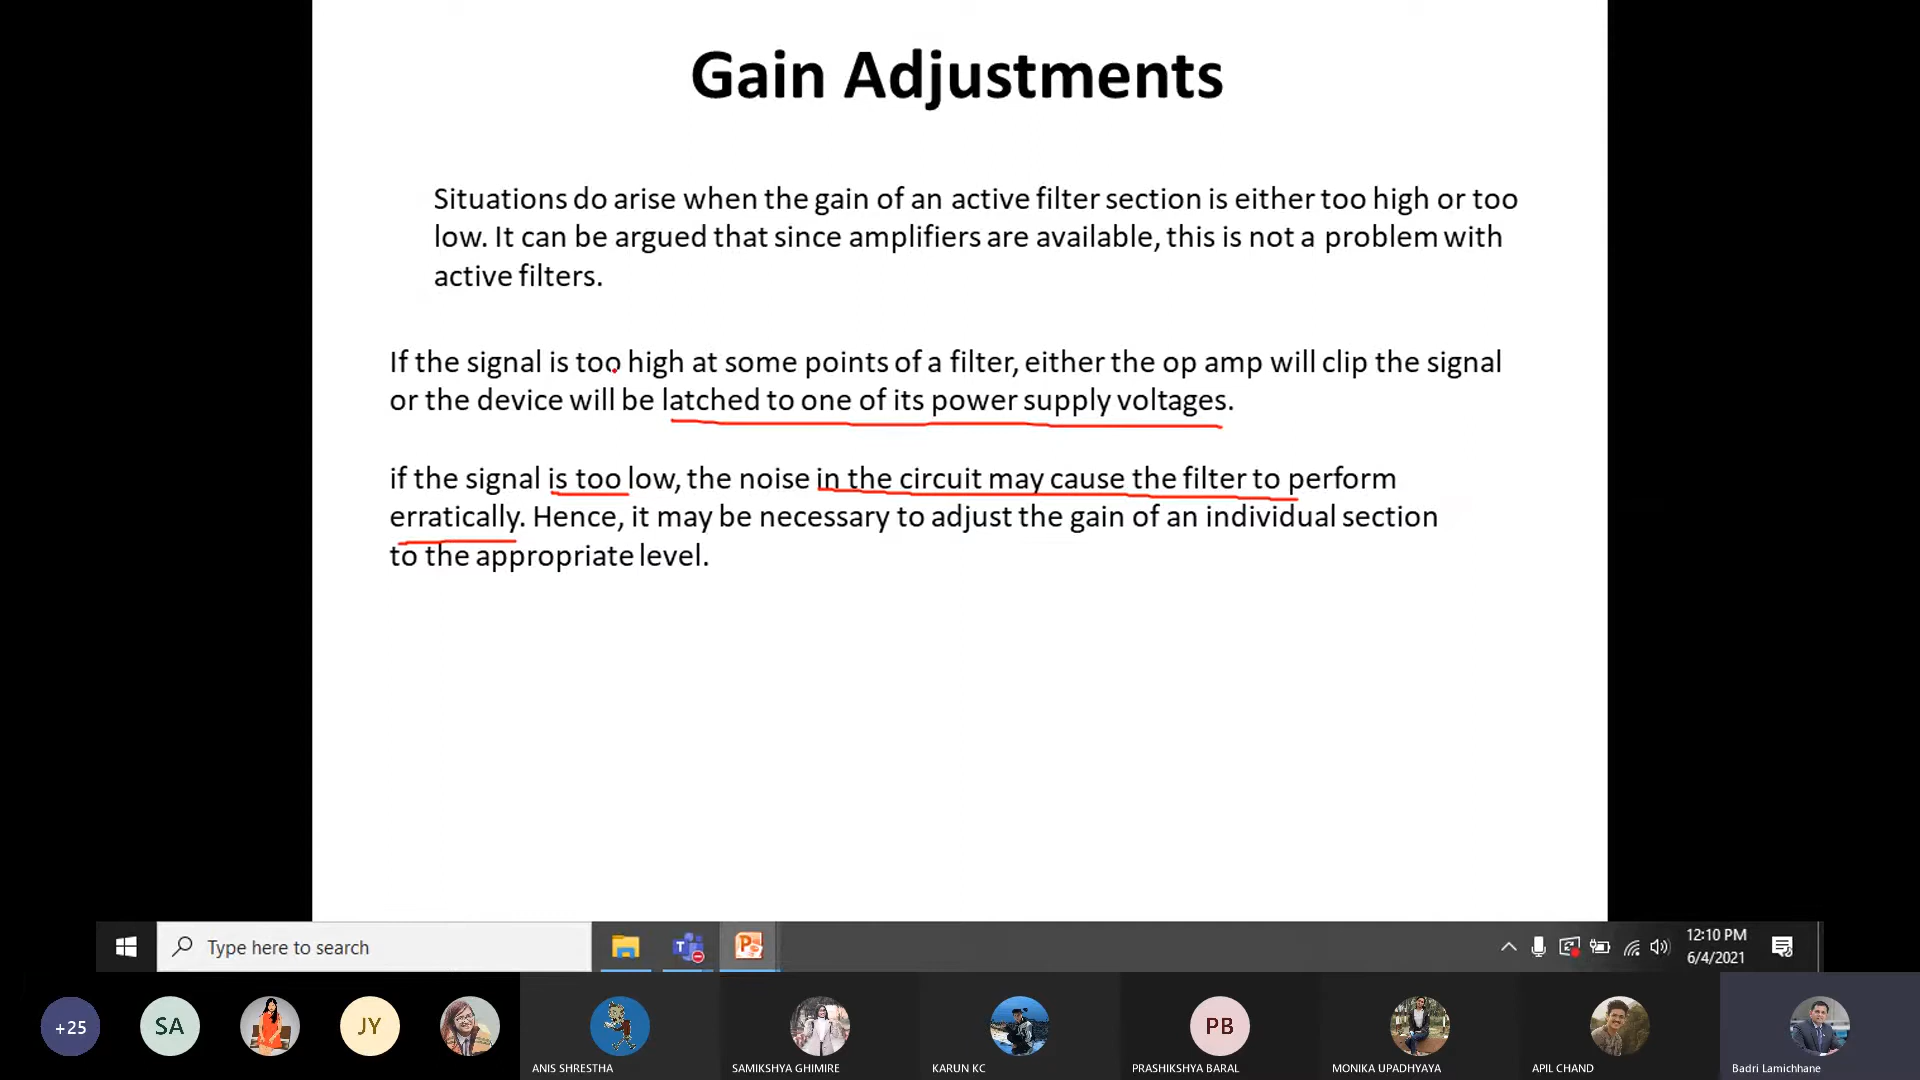 Gain Adjustments
Situations do arise when the gain of an active filter section is either too high or too
low. It can be argued that since amplifiers are available, this is not a problem with
active filters.
If the signal is too high at some points of a filter, either the op amp will clip the signal
or the device will be latched to one of its power supply voltages.
if the signal is too low, the noise in the circuit may cause the filter to perform
erratically. Hence, it may be necessary to adjust the gain of an individual section
to the appropriate level.
Type here to search
12:10 PM
6/4/2021
+25
SA
JY
PB
ANIS SHRESTHA
SAMIKSHYA GHIMIRE
KARUN KC
PRASHIKSHYA BARAL
MONIKA UPADHYAYA
APIL CHAND
Badri Lamichhane